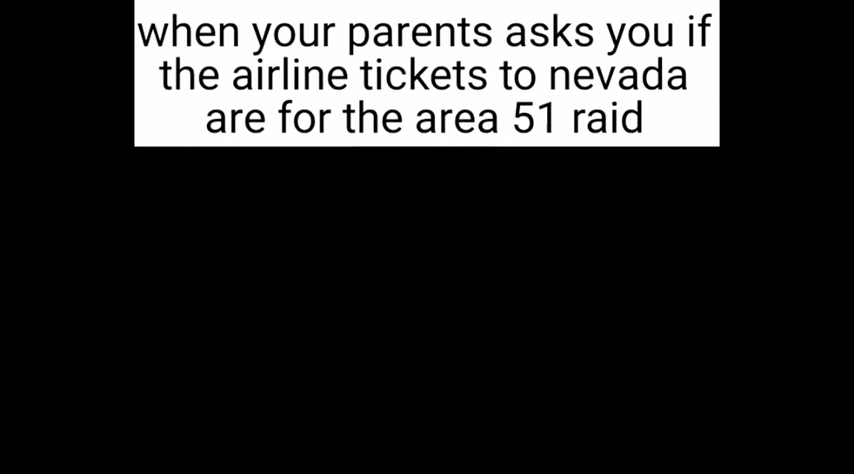 when your parents asks you if
the airline tickets to nevada
are for the area 51 raid